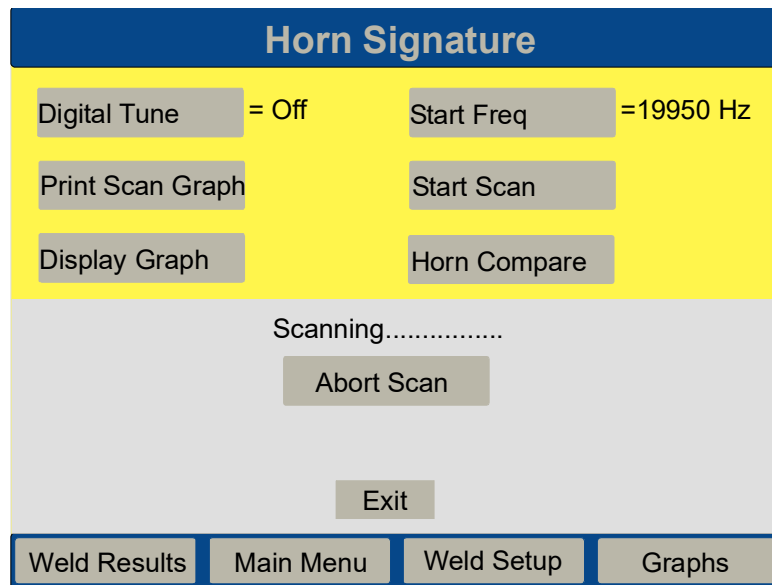 Horn Signature
Digital Tune = Off Start Freq =19950 Hz
Print Scan Graph Start Scan
Display Graph Horn Compare
Scanning................
Abort Scan
Exit
Weld Results Main Menu Weld Setup Graphs